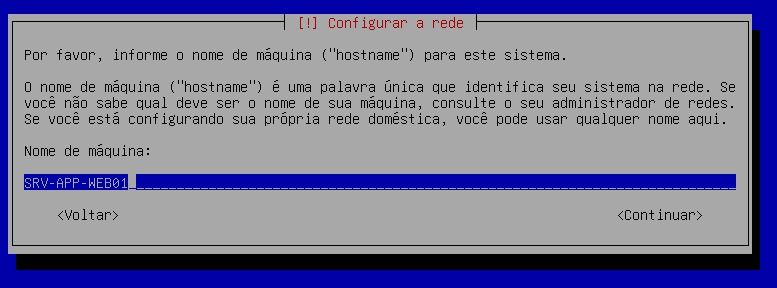 [!] Configurar a rede
Por favor, informe o nome de máquina ("hostname") para este sistema.
O nome de máquina ("hostname") é uma palavra única que identifica seu sistema na rede. Se
você não sabe qual deve ser o nome de sua máquina, consulte o seu administrador de redes.
Se você está configurando sua própria rede doméstica, você pode usar qualquer nome aqui.
Nome de máquina:
SRV-APP-WEB01
<Voltar> <Continuar>